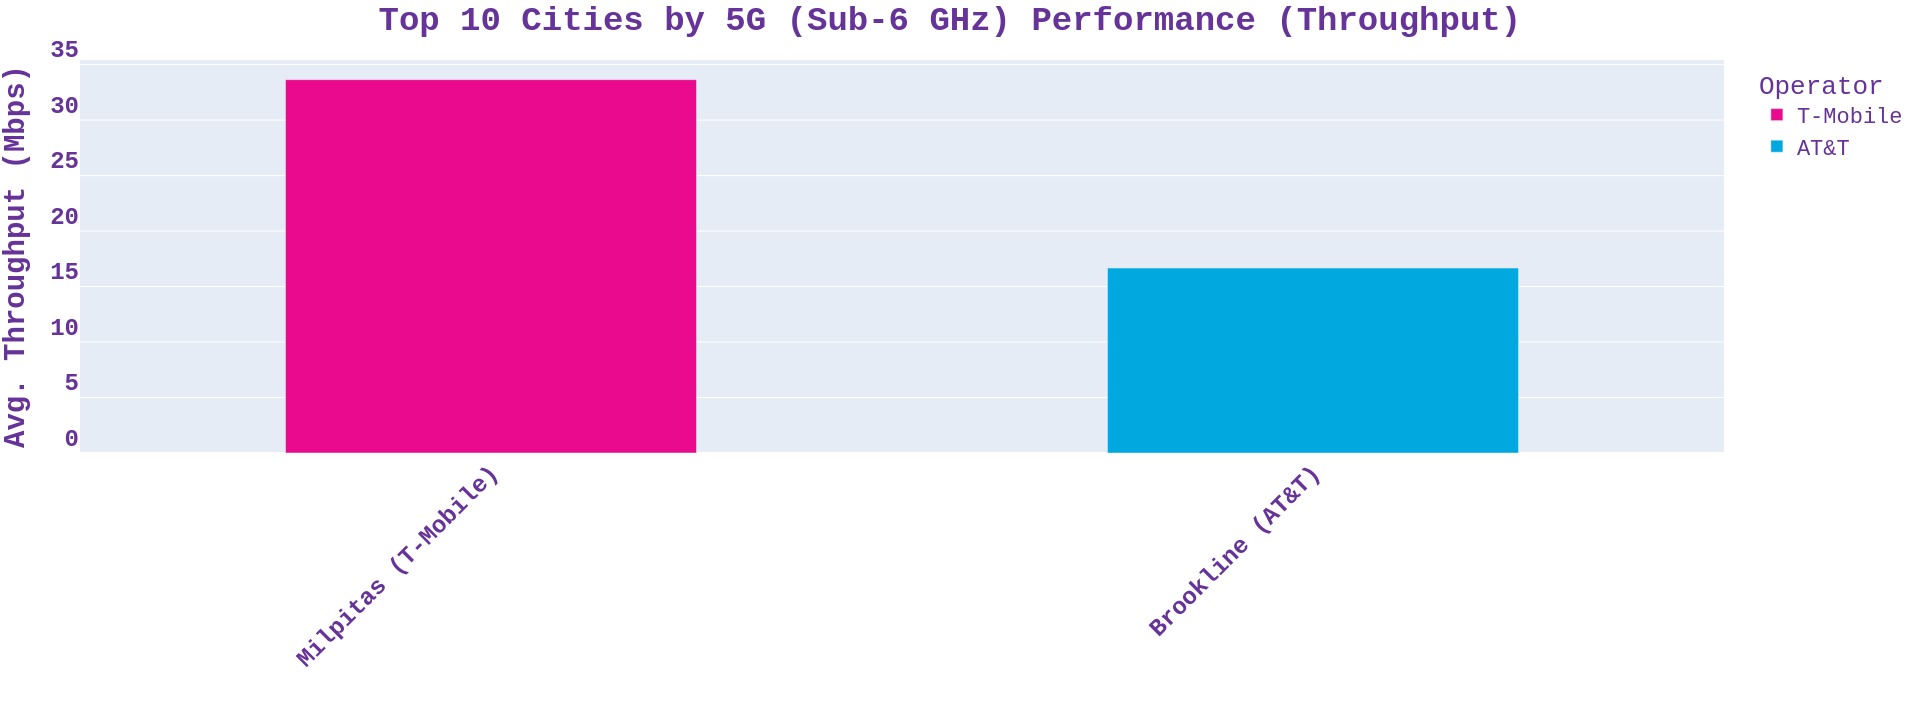 Top 10 Cities by 5G (Sub-6 GHz) Performance (Throughput)
Avg. Throughput (Mbps)
35
30
25
20
15
10
5
0
Milpitas (T-Mobile)
Brookline (AT&T)
Operator
T-Mobile
AT&T